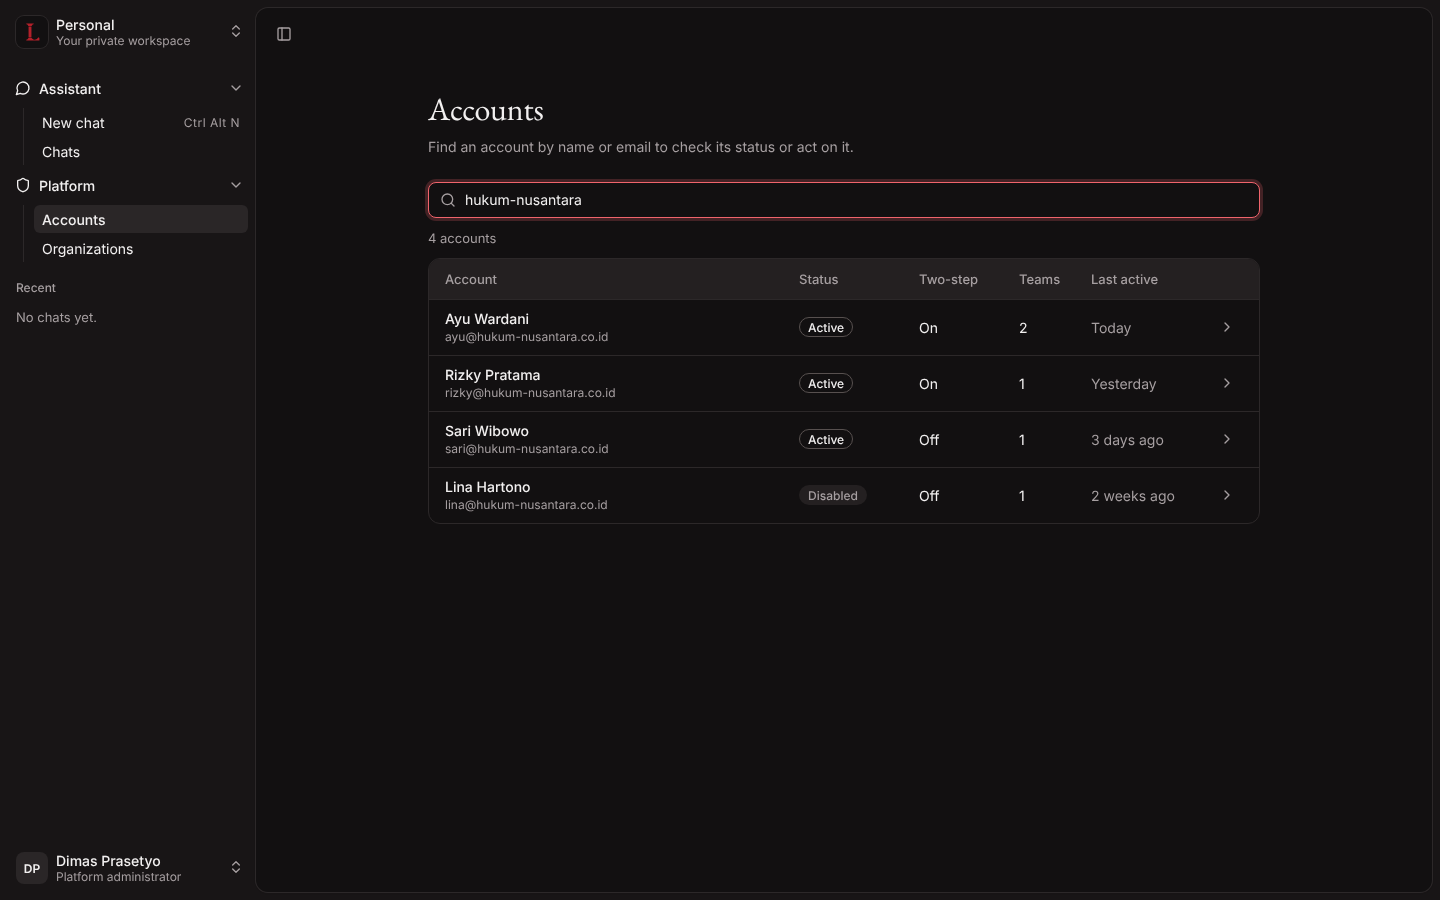 L
Personal
Your private workspace
Assistant
New chat
Ctrl Alt N
Chats
Platform
Accounts
Organizations
Recent
No chats yet.
DP
Dimas Prasetyo
Platform administrator
Accounts
Find an account by name or email to check its status or act on it.
hukum-nusantara
4 accounts
Account Status Two-step Teams Last active
Ayu Wardani
ayu@hukum-nusantara.co.id
Active On 2 Today
Rizky Pratama
rizky@hukum-nusantara.co.id
Active On 1 Yesterday
Sari Wibowo
sari@hukum-nusantara.co.id
Active Off 1 3 days ago
Lina Hartono
lina@hukum-nusantara.co.id
Disabled Off 1 2 weeks ago